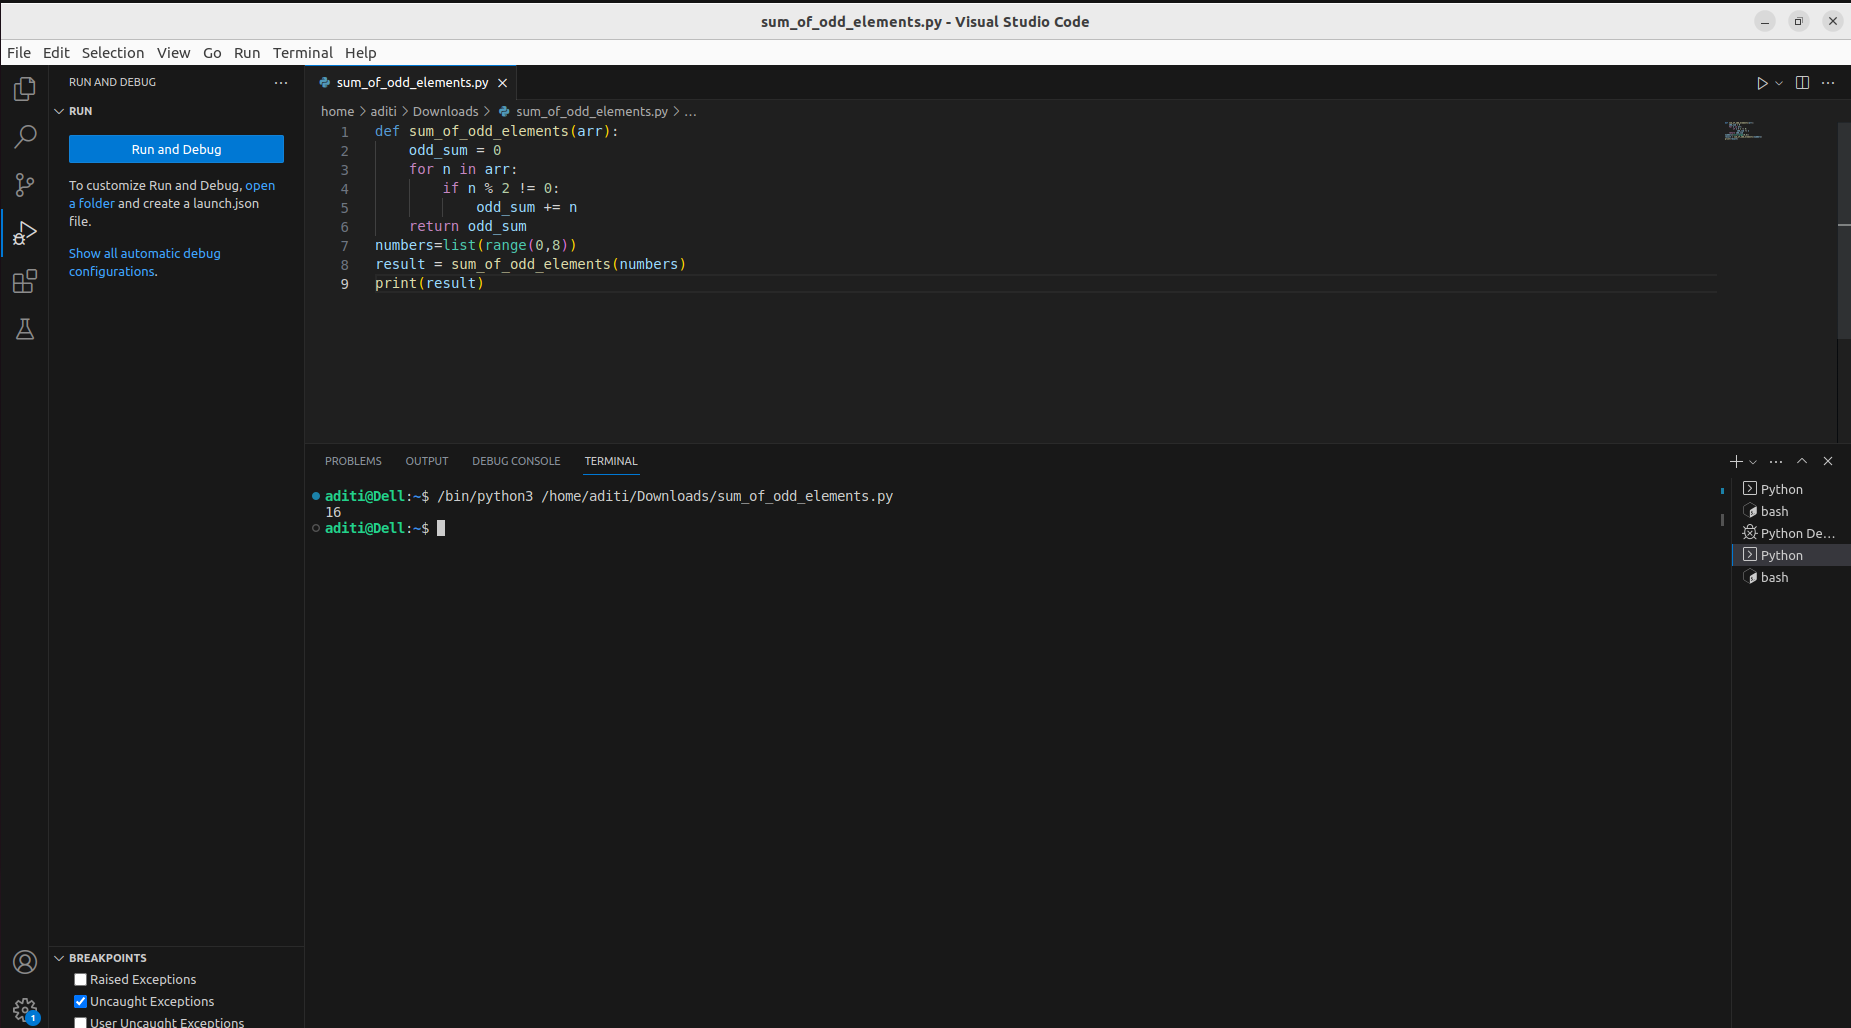 sum_of_odd_elements.py - Visual Studio Code
File Edit Selection View Go Run Terminal Help
RUN AND DEBUG
RUN
Run and Debug
To customize Run and Debug, open
a folder and create a launch.json
file.
Show all automatic debug
configurations.
sum_of_odd_elements.py
home > aditi > Downloads > sum_of_odd_elements.py > ...
1 def sum_of_odd_elements(arr):
2     odd_sum = 0
3     for n in arr:
4         if n % 2 != 0:
5             odd_sum += n
6     return odd_sum
7 numbers=list(range(0,8))
8 result = sum_of_odd_elements(numbers)
9 print(result)
PROBLEMS OUTPUT DEBUG CONSOLE TERMINAL
aditi@Dell:~$ /bin/python3 /home/aditi/Downloads/sum_of_odd_elements.py
16
aditi@Dell:~$
Python
bash
Python De...
Python
bash
BREAKPOINTS
Raised Exceptions
Uncaught Exceptions
User Uncaught Exceptions
1